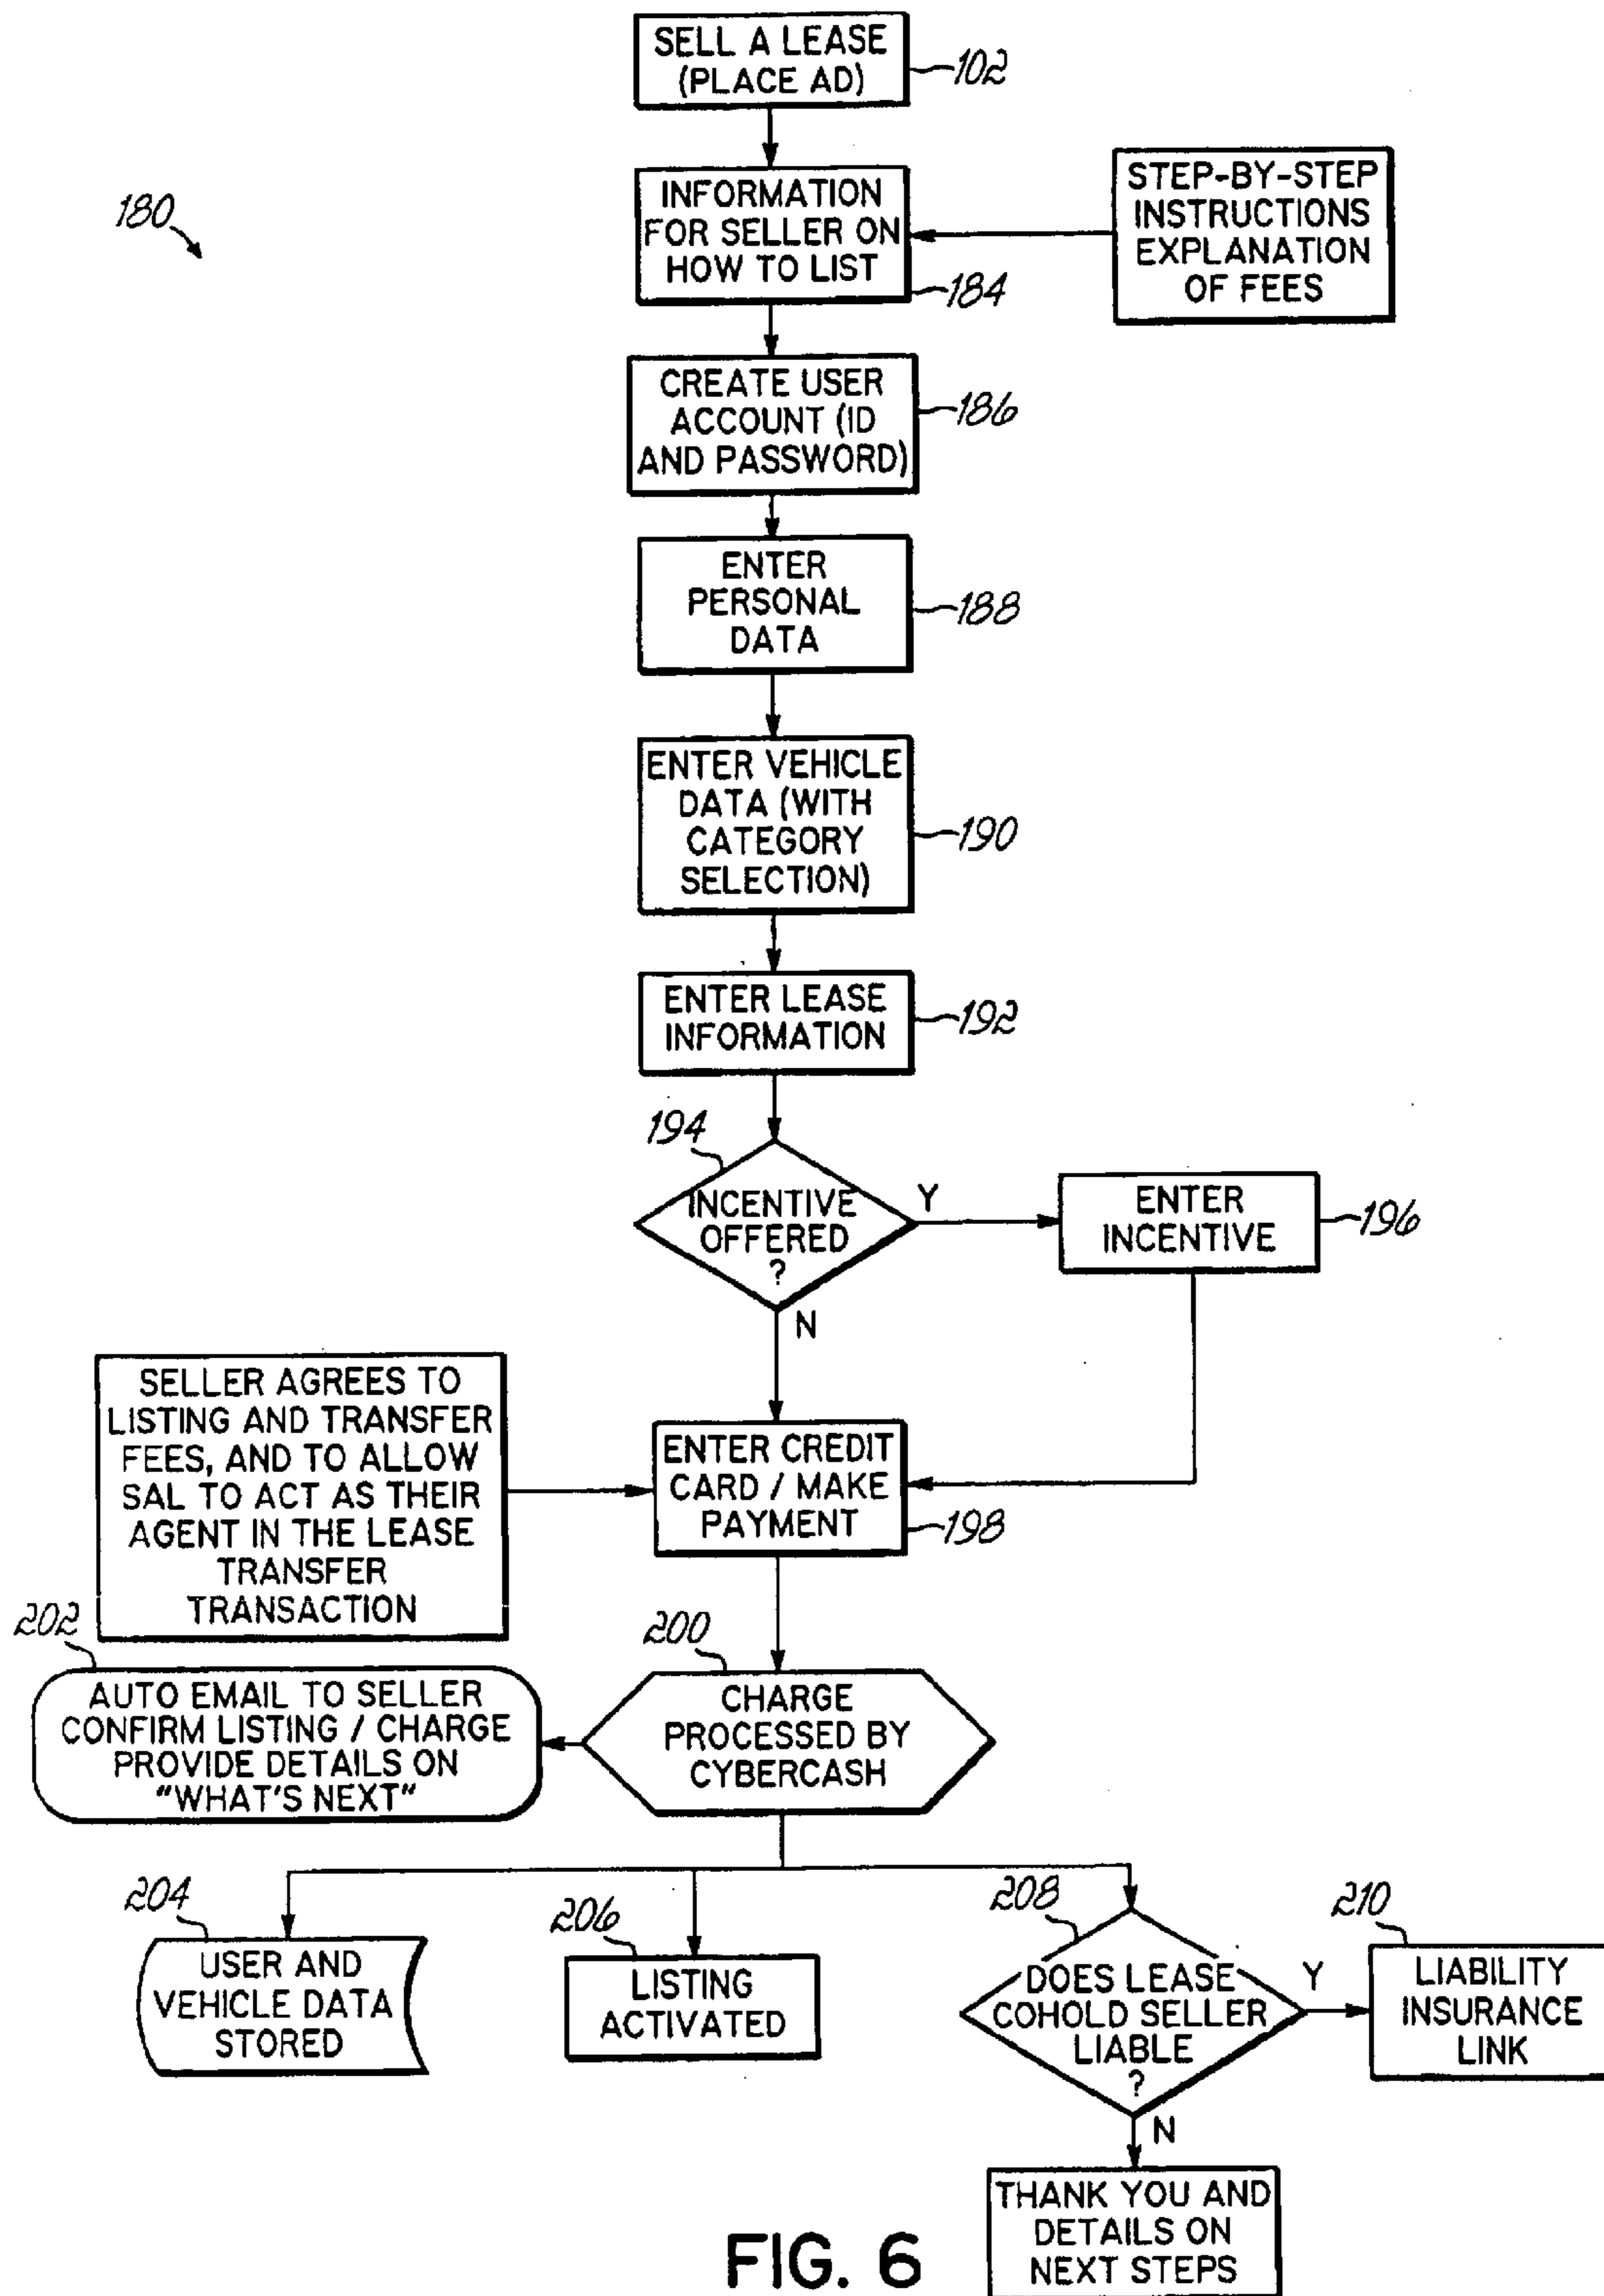 SELL A LEASE
(PLACE AD)
102
180
INFORMATION
FOR SELLER ON
HOW TO LIST
184
STEP-BY-STEP
INSTRUCTIONS
EXPLANATION
OF FEES
CREATE USER
ACCOUNT (ID
AND PASSWORD)
186
ENTER
PERSONAL
DATA
188
ENTER VEHICLE
DATA (WITH
CATEGORY
SELECTION)
190
ENTER LEASE
INFORMATION
192
194
INCENTIVE
OFFERED
?
Y
N
ENTER
INCENTIVE
196
SELLER AGREES TO
LISTING AND TRANSFER
FEES, AND TO ALLOW
SAL TO ACT AS THEIR
AGENT IN THE LEASE
TRANSFER
TRANSACTION
ENTER CREDIT
CARD / MAKE
PAYMENT
198
202
AUTO EMAIL TO SELLER
CONFIRM LISTING / CHARGE
PROVIDE DETAILS ON
"WHAT'S NEXT"
200
CHARGE
PROCESSED BY
CYBERCASH
204
USER AND
VEHICLE DATA
STORED
206
LISTING
ACTIVATED
208
DOES LEASE
COHOLD SELLER
LIABLE
?
Y
N
210
LIABILITY
INSURANCE
LINK
THANK YOU AND
DETAILS ON
NEXT STEPS
FIG. 6